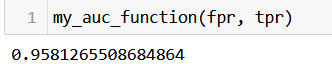 1 my_auc_function(fpr, tpr)
0.9581265508684864